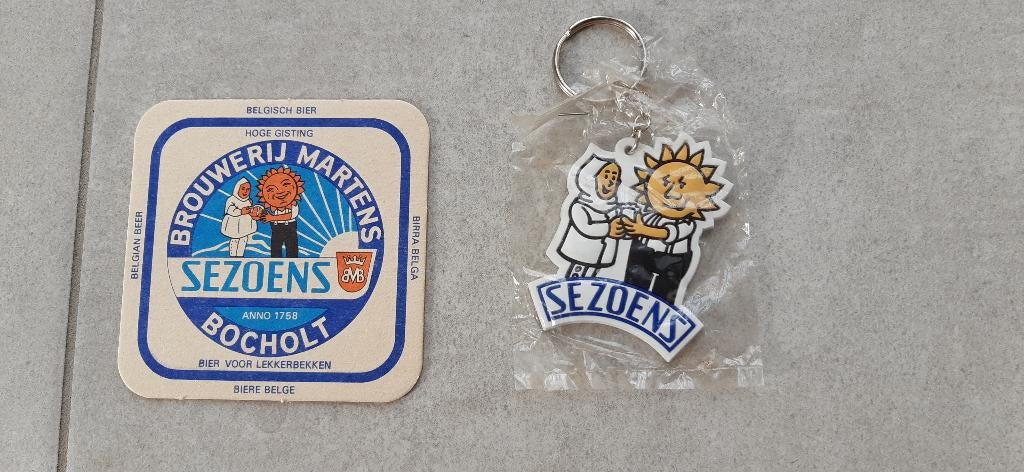 BELGISCH BIER
HOGE GISTING
BROUWERIJ MARTENS
BELGIAN BEER
BIRRA BELGA
SEZOENS
BMB
ANNO 1758
BOCHOLT
BIER VOOR LEKKERBEKKEN
BIERE BELGE
SEZOENS